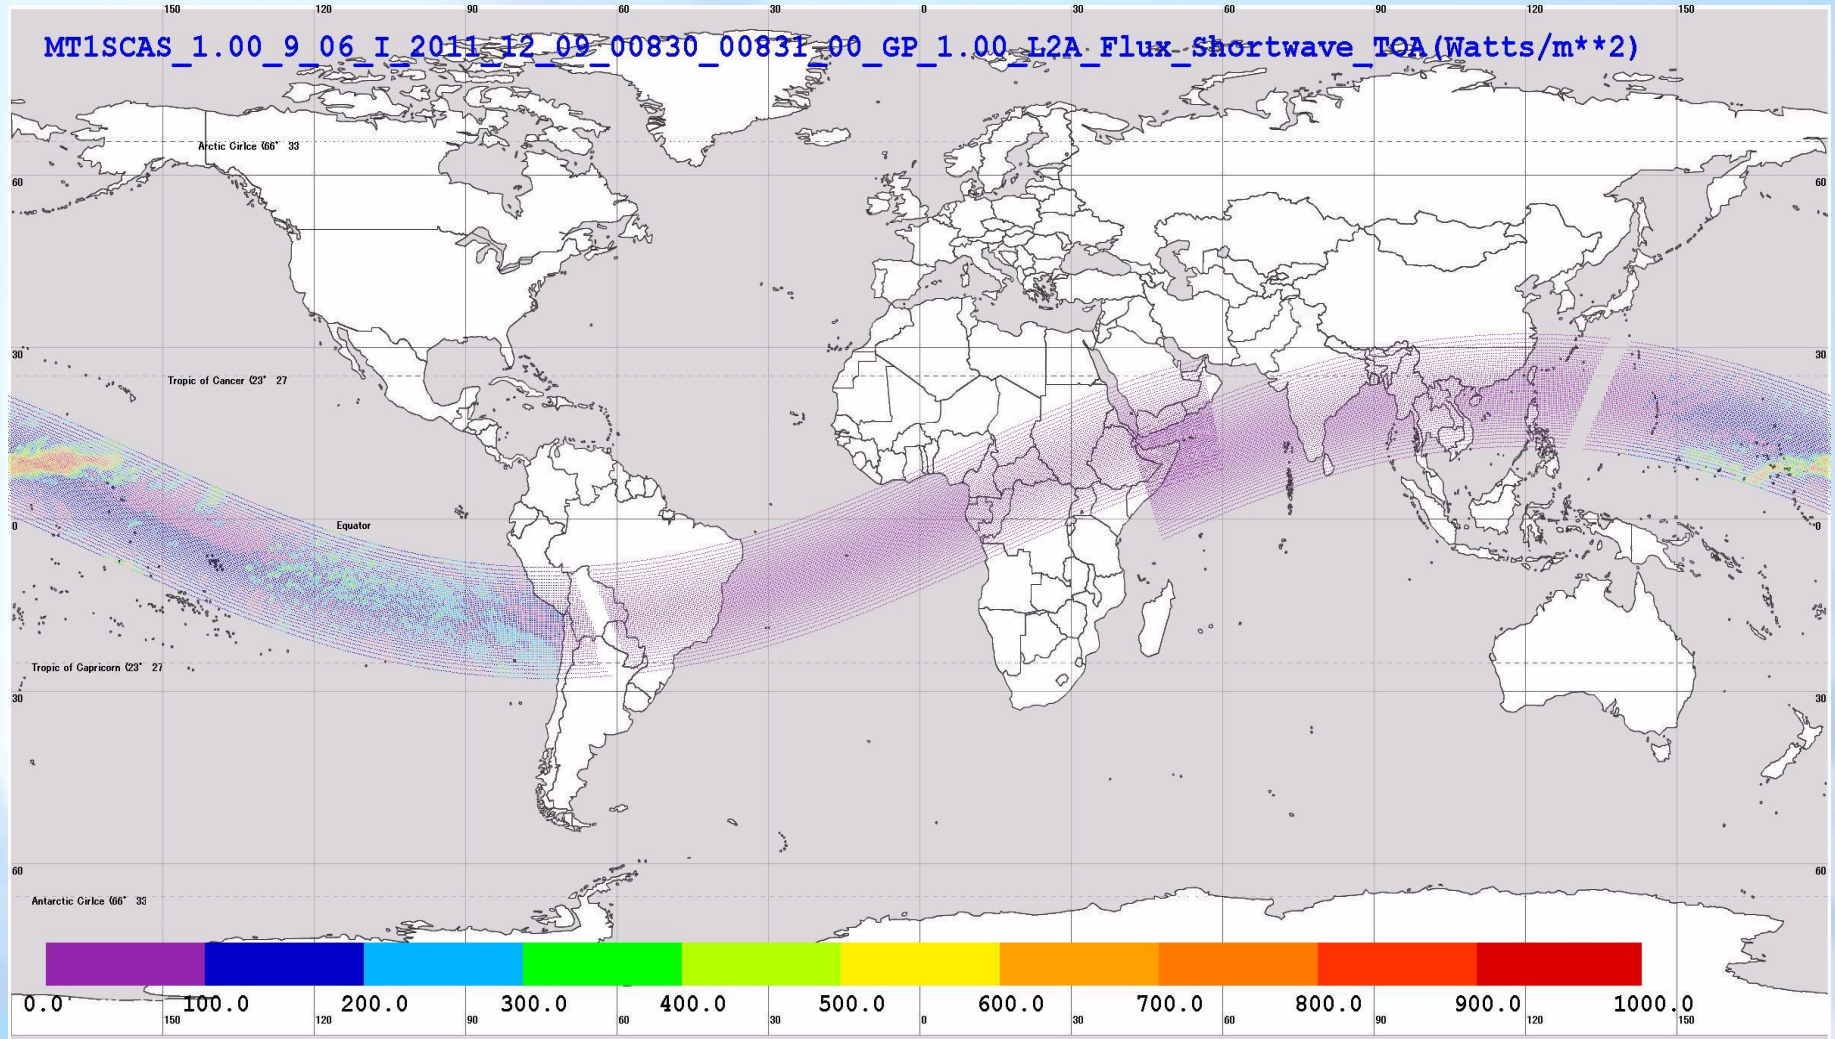 150 120 90 60 30 0 30 60 90 120 150
MT1SCAS_1.00_9_06_I_2011_12_09_00830_00831_00_GP_1.00_L2A_Flux_Shortwave_TOA(Watts/m**2)
Arctic Cirlce (66° 33
60 60
30 30
Tropic of Cancer (23° 27
0 Equator 0
Tropic of Capricorn (23° 27
30 30
60 60
Antarctic Cirlce (66° 33
0.0 100.0 200.0 300.0 400.0 500.0 600.0 700.0 800.0 900.0 1000.0
150 120 90 60 30 0 30 60 90 120 150